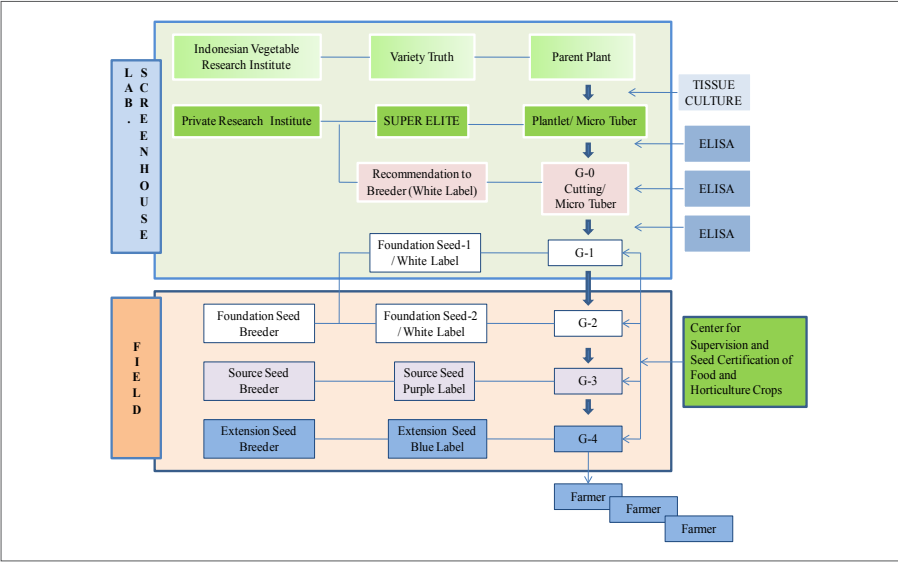 Indonesian Vegetable
Research Institute
Variety Truth
Parent Plant
TISSUE
CULTURE
LAB.
SCREENHOUSE
Private Research Institute
SUPER ELITE
Plantlet/ Micro Tuber
ELISA
Recommendation to
Breeder (White Label)
G-0
Cutting/
Micro Tuber
ELISA
ELISA
Foundation Seed-1
/ White Label
G-1
FIELD
Foundation Seed
Breeder
Foundation Seed-2
/ White Label
G-2
Center for
Supervision and
Seed Certification of
Food and
Horticulture Crops
Source Seed
Breeder
Source Seed
Purple Label
G-3
Extension Seed
Breeder
Extension Seed
Blue Label
G-4
Farmer
Farmer
Farmer